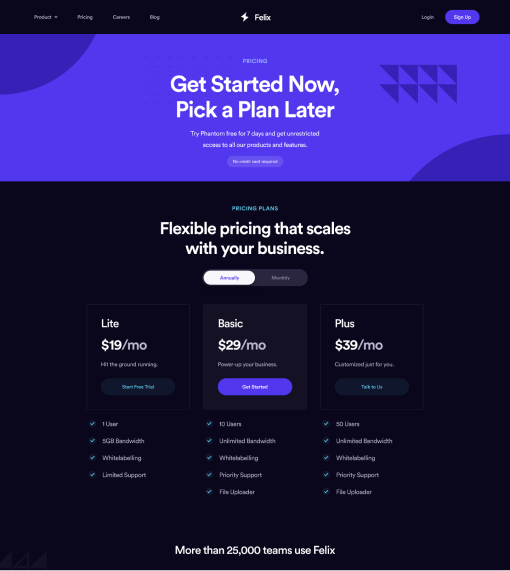 Product
Pricing
Careers
Blog
Felix
Login
Sign Up
PRICING
Get Started Now,
Pick a Plan Later
Try Phantom free for 7 days and get unrestricted
access to all our products and features.
No credit card required
PRICING PLANS
Flexible pricing that scales
with your business.
Annually
Monthly
Lite
$19/mo
Hit the ground running.
Start Free Trial
1 User
5GB Bandwidth
Whitelabelling
Limited Support
Basic
$29/mo
Power-up your business.
Get Started
10 Users
Unlimited Bandwidth
Whitelabelling
Priority Support
File Uploader
Plus
$39/mo
Customized just for you.
Talk to Us
50 Users
Unlimited Bandwidth
Whitelabelling
Priority Support
File Uploader
More than 25,000 teams use Felix